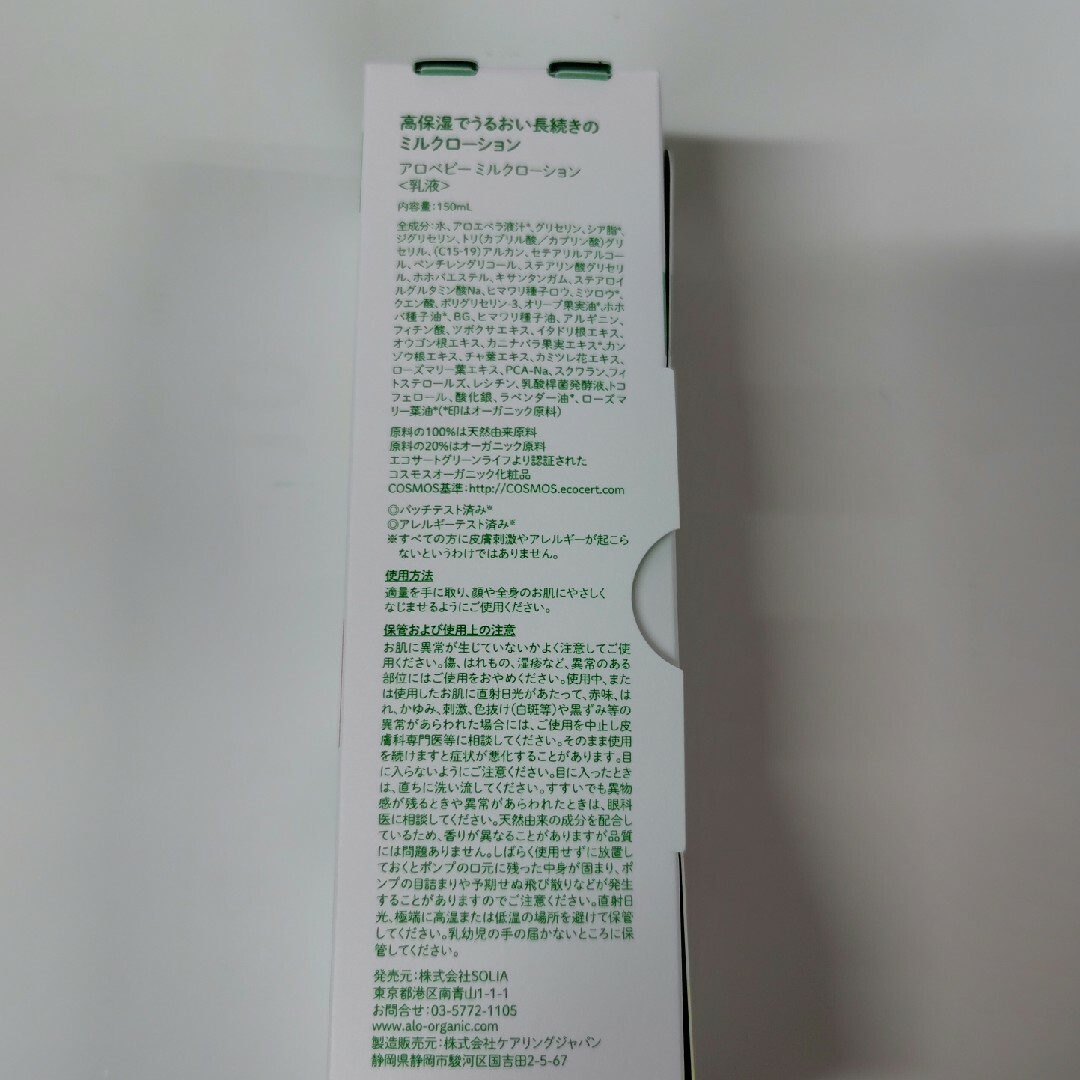 高保湿でうるおい長続きの
ミルクローション
アロベビー ミルクローション
<乳液>
内容量:150mL
全成分:水、アロエベラ液汁*、グリセリン、シア脂*、
ジグリセリン、トリ(カプリル酸/カプリン酸)グリ
セリル、(C15-19)アルカン、セテアリルアルコー
ル、ペンチレングリコール、ステアリン酸グリセリ
ル、ホホバエステル、キサンタンガム、ステアロイ
ルグルタミン酸Na、ヒマワリ種子ロウ、ミツロウ*、
クエン酸、ポリグリセリン-3、オリーブ果実油*、ホホ
バ種子油*、BG、ヒマワリ種子油、アルギニン、
フィチン酸、ツボクサエキス、イタドリ根エキス、
オウゴン根エキス、カニナバラ果実エキス*、カン
ゾウ根エキス、チャ葉エキス、カミツレ花エキス、
ローズマリー葉エキス、PCA-Na、スクワラン、フィ
トステロールズ、レシチン、乳酸桿菌発酵液、トコ
フェロール、酸化銀、ラベンダー油*、ローズマ
リー葉油*(*印はオーガニック原料)
原料の100%は天然由来原料
原料の20%はオーガニック原料
エコサートグリーンライフより認証された
コスモスオーガニック化粧品
COSMOS基準:http://COSMOS.ecocert.com
◎パッチテスト済み※
◎アレルギーテスト済み※
※すべての方に皮膚刺激やアレルギーが起こら
ないというわけではありません。
使用方法
適量を手に取り、顔や全身のお肌にやさしく
なじませるようにご使用ください。
保管および使用上の注意
お肌に異常が生じていないかよく注意してご使
用ください。傷、はれもの、湿疹など、異常のある
部位にはご使用をおやめください。使用中、また
は使用したお肌に直射日光があたって、赤味、は
れ、かゆみ、刺激、色抜け(白斑等)や黒ずみ等の
異常があらわれた場合には、ご使用を中止し皮
膚科専門医等に相談してください。そのまま使用
を続けますと症状が悪化することがあります。目
に入らないようにご注意ください。目に入ったとき
は、直ちに洗い流してください。すすいでも異物
感が残るときや異常があらわれたときは、眼科
医に相談してください。天然由来の成分を配合し
ているため、香りが異なることがありますが品質
には問題ありません。しばらく使用せずに放置し
ておくとポンプの口元に残った中身が固まり、ポ
ンプの目詰まりや予期せぬ飛び散りなどが発生
することがありますのでご注意ください。直射日
光、極端に高温または低温の場所を避けて保管
してください。乳幼児の手の届かないところに保
管してください。
発売元:株式会社SOLIA
東京都港区南青山1-1-1
お問合せ:03-5772-1105
www.alo-organic.com
製造販売元:株式会社ケアリングジャパン
静岡県静岡市駿河区国吉田2-5-67